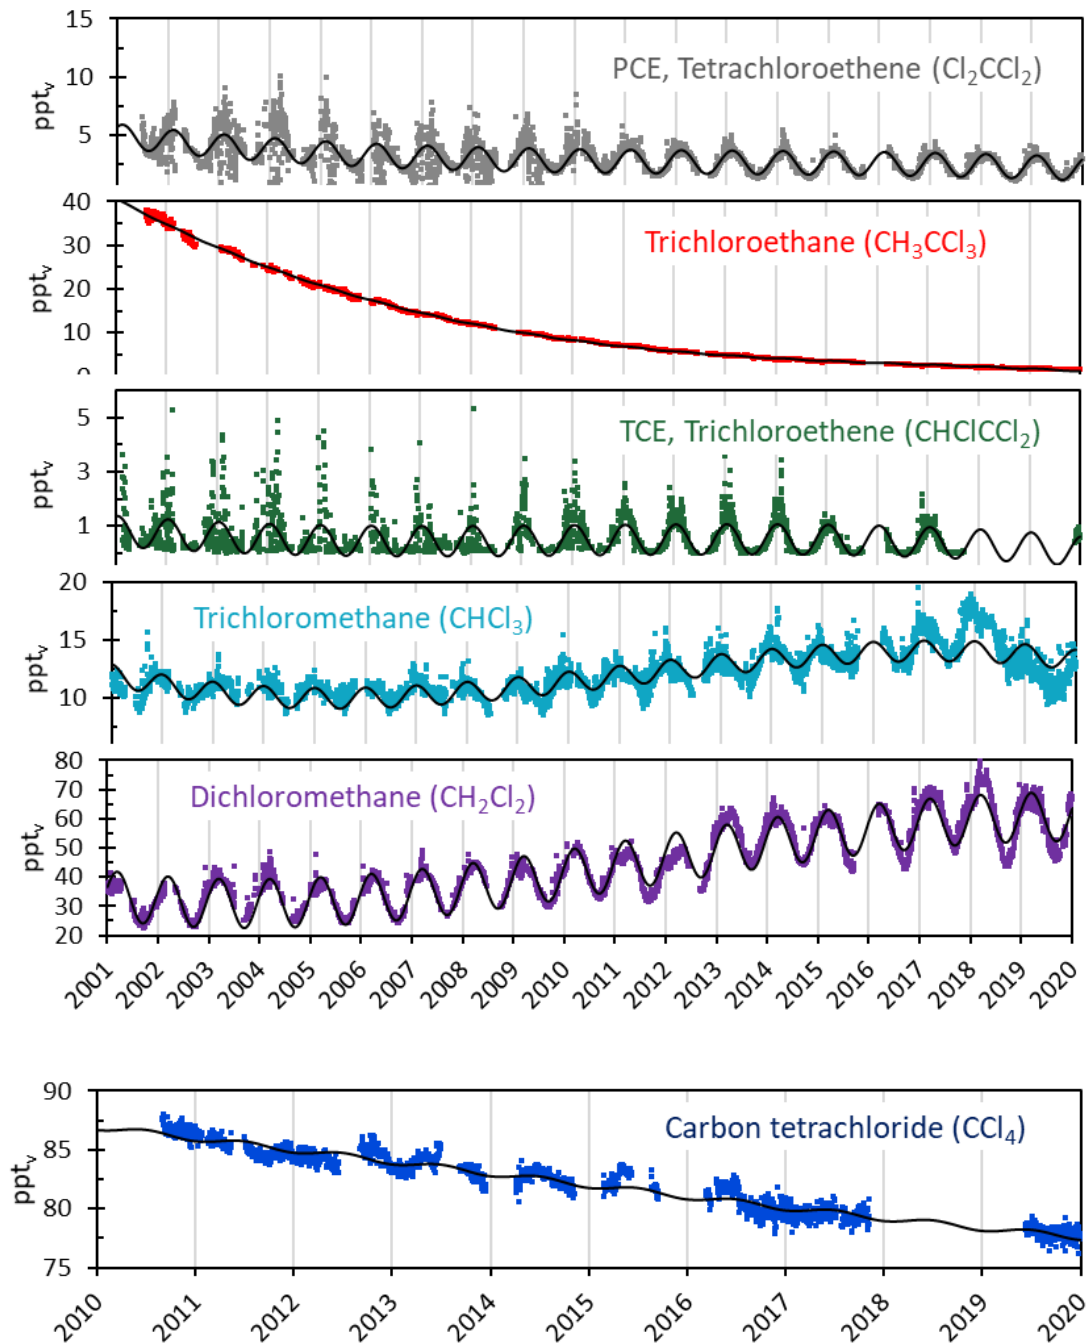 15
10
5
pptᵥ
PCE, Tetrachloroethene (Cl₂CCl₂)
40
30
20
10
0
pptᵥ
Trichloroethane (CH₃CCl₃)
5
3
1
pptᵥ
TCE, Trichloroethene (CHClCCl₂)
20
15
10
pptᵥ
Trichloromethane (CHCl₃)
80
70
60
50
40
30
20
pptᵥ
Dichloromethane (CH₂Cl₂)
2001 2002 2003 2004 2005 2006 2007 2008 2009 2010 2011 2012 2013 2014 2015 2016 2017 2018 2019 2020
90
85
80
75
pptᵥ
Carbon tetrachloride (CCl₄)
2010 2011 2012 2013 2014 2015 2016 2017 2018 2019 2020